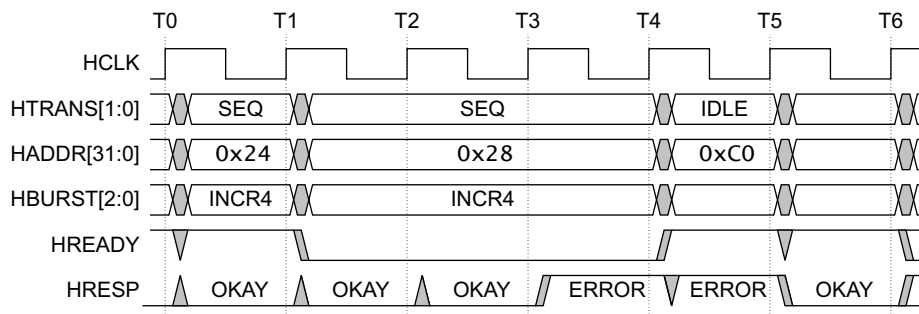 T0 T1 T2 T3 T4 T5 T6
HCLK
HTRANS[1:0] SEQ SEQ IDLE
HADDR[31:0] 0x24 0x28 0xC0
HBURST[2:0] INCR4 INCR4
HREADY
HRESP OKAY OKAY OKAY ERROR ERROR OKAY